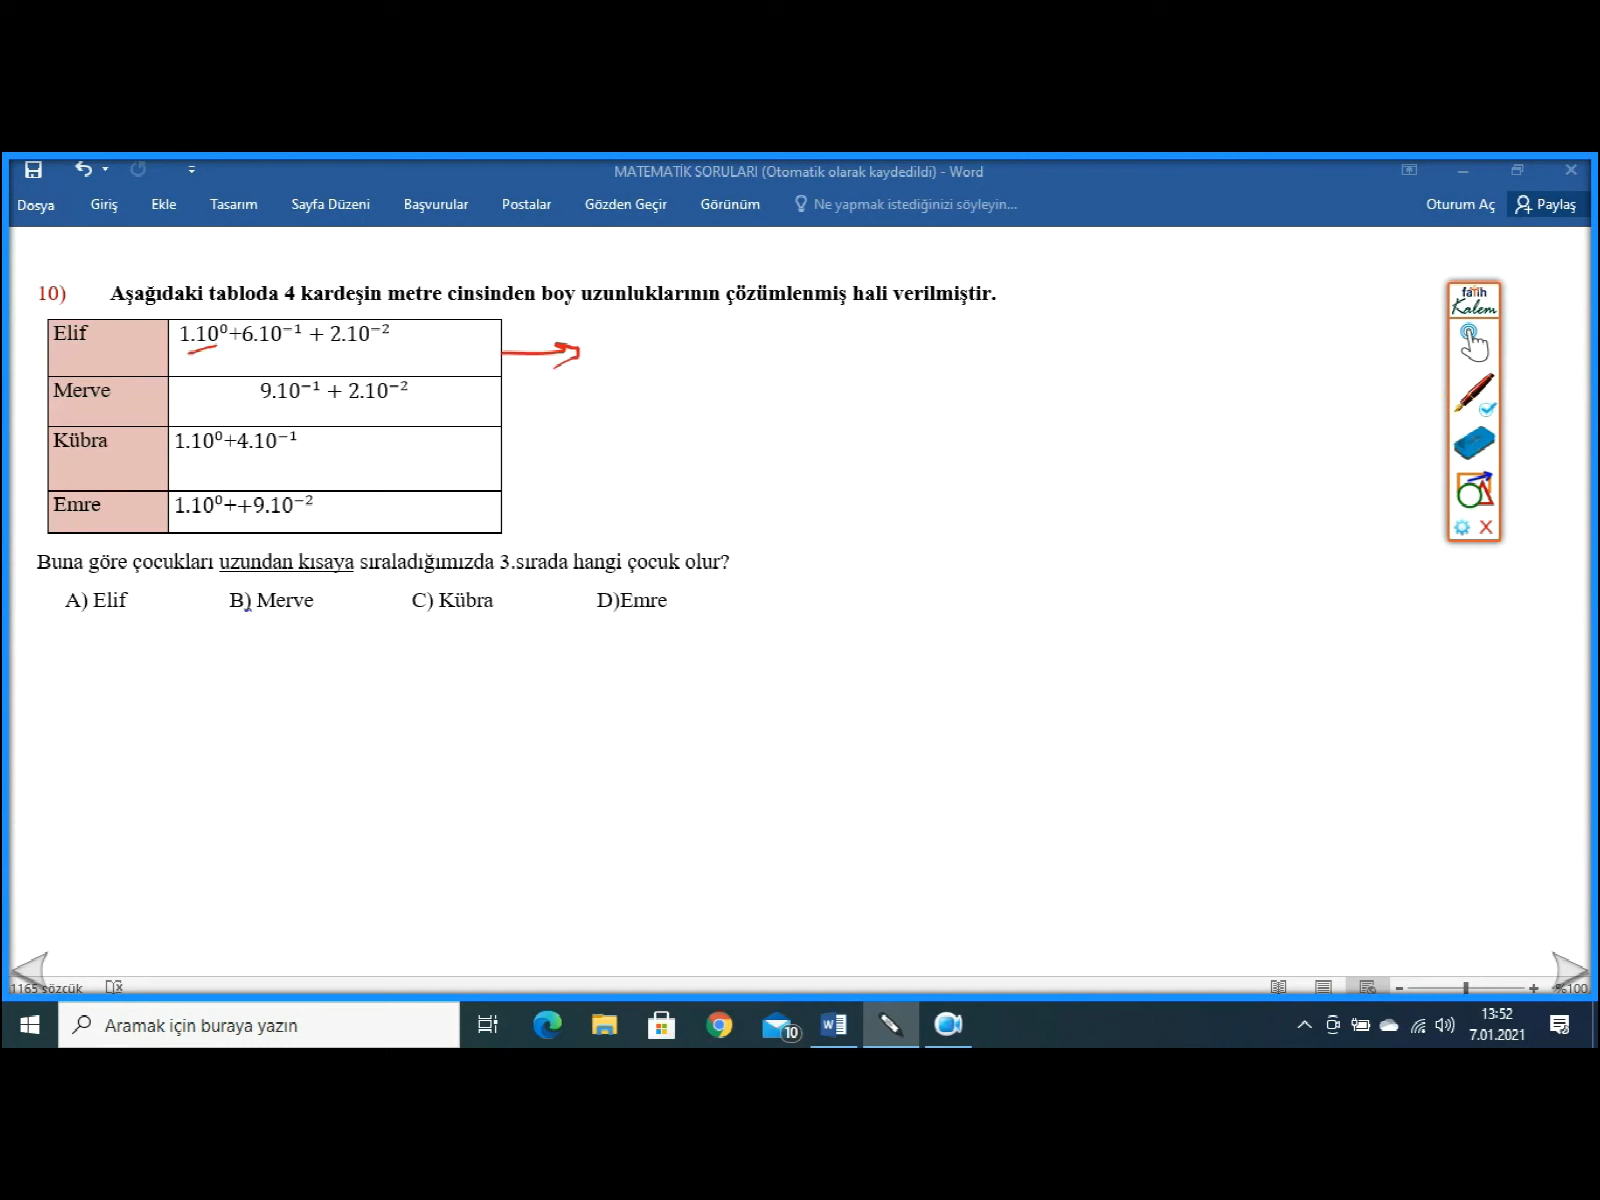 MATEMATİK SORULARI (Otomatik olarak kaydedildi) - Word
Dosya Giriş Ekle Tasarım Sayfa Düzeni Başvurular Postalar Gözden Geçir Görünüm Ne yapmak istediğinizi söyleyin... Oturum Aç Paylaş
10) Aşağıdaki tabloda 4 kardeşin metre cinsinden boy uzunluklarının çözümlenmiş hali verilmiştir.
Elif 1.10⁰+6.10⁻¹ + 2.10⁻²
Merve 9.10⁻¹ + 2.10⁻²
Kübra 1.10⁰+4.10⁻¹
Emre 1.10⁰++9.10⁻²
Buna göre çocukları uzundan kısaya sıraladığımızda 3.sırada hangi çocuk olur?
A) Elif B) Merve C) Kübra D)Emre
fatih
Kalem
1165 sözcük
%100
Aramak için buraya yazın
10
13:52
7.01.2021